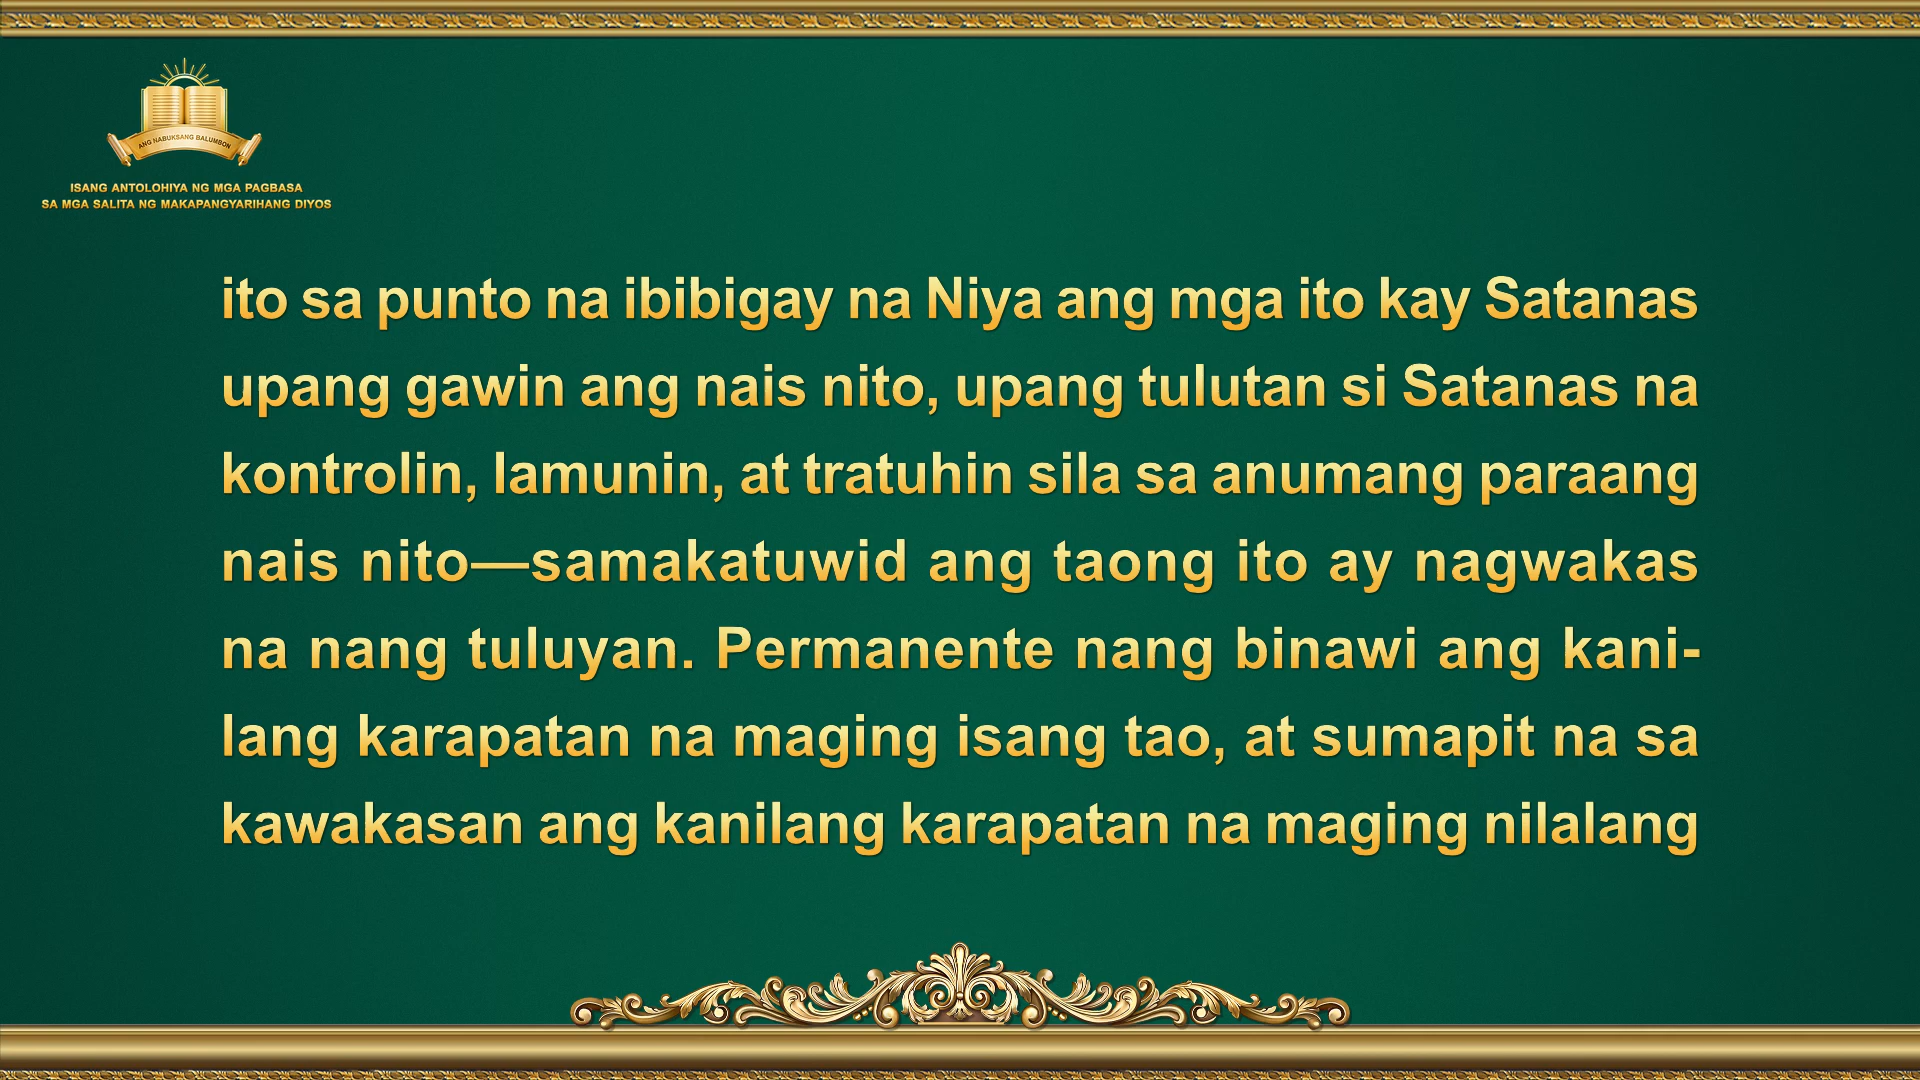 ANG NABUKSANG BALUMBON
ISANG ANTOLOHIYA NG MGA PAGBASA
SA MGA SALITA NG MAKAPANGYARIHANG DIYOS
ito sa punto na ibibigay na Niya ang mga ito kay Satanas
upang gawin ang nais nito, upang tulutan si Satanas na
kontrolin, lamunin, at tratuhin sila sa anumang paraang
nais nito—samakatuwid ang taong ito ay nagwakas
na nang tuluyan. Permanente nang binawi ang kani-
lang karapatan na maging isang tao, at sumapit na sa
kawakasan ang kanilang karapatan na maging nilalang